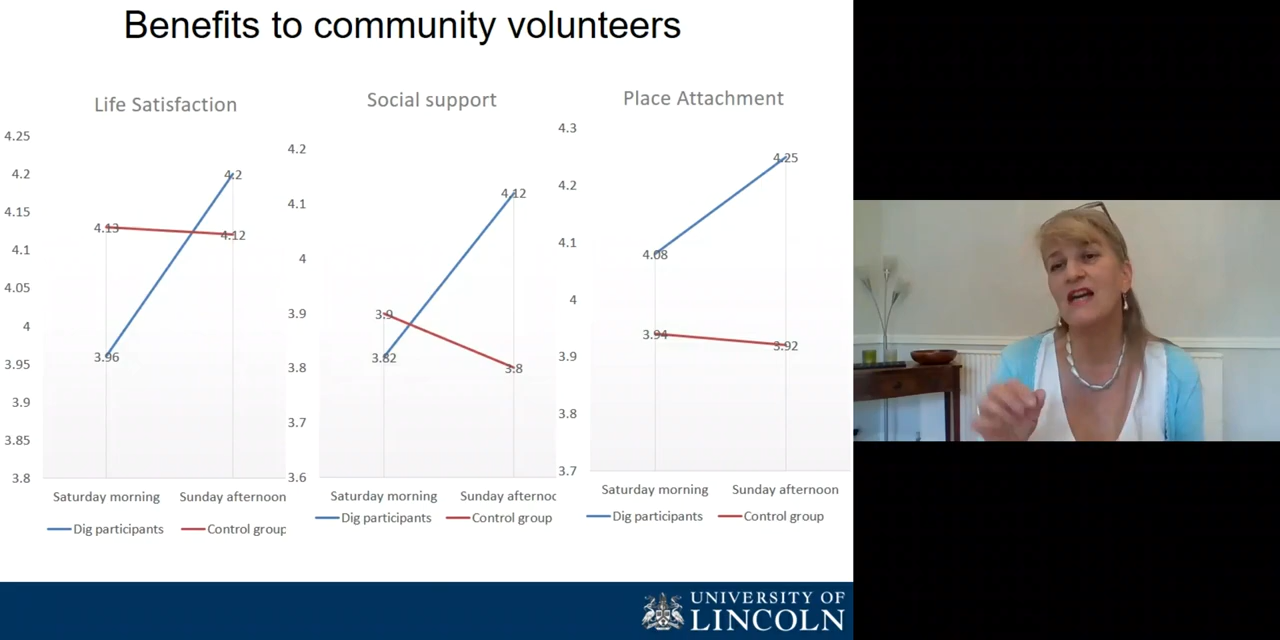 Benefits to community volunteers
Life Satisfaction
4.25
4.2
4.15
4.1
4.05
4
3.95
3.9
3.85
3.8
4.13
4.2
4.12
3.96
Saturday morning
Sunday afternoon
Dig participants
Control group
Social support
4.2
4.1
4
3.9
3.8
3.7
3.6
4.12
3.9
3.82
3.8
Saturday morning
Sunday afternoo
Dig participants
Control group
Place Attachment
4.3
4.2
4.1
4
3.9
3.8
3.7
4.25
4.08
3.94
3.92
Saturday morning
Sunday afternoon
Dig participants
Control group
UNIVERSITY OF
LINCOLN